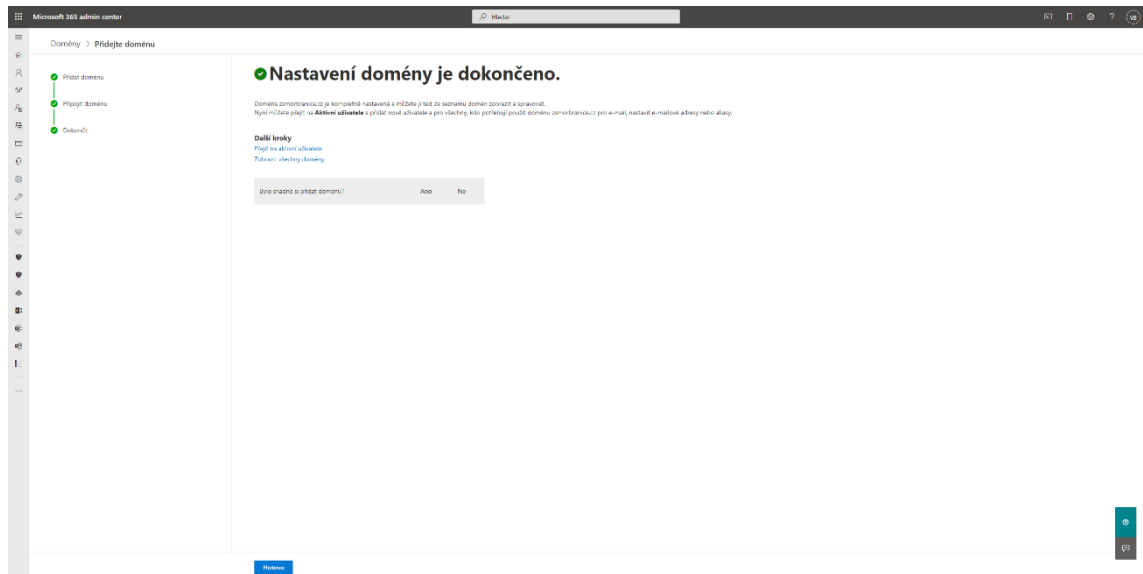 Microsoft 365 admin center
Hledat
VB
Domény > Přidejte doménu
Přidat doménu
Připojit doménu
Dokončit
Nastavení domény je dokončeno.
Doména zsmorbranice.cz je kompletně nastavená a můžete ji teď ze seznamu domén zobrazit a spravovat.
Nyní můžete přejít na Aktivní uživatele a přidat nové uživatele a pro všechny, kdo potřebují použít doménu zsmorbranice.cz pro e-mail, nastavit e-mailové adresy nebo aliasy.
Další kroky
Přejít na aktivní uživatele
Zobrazit všechny domény
Bylo snadné si přidat doménu?
Ano
Ne
Hotovo